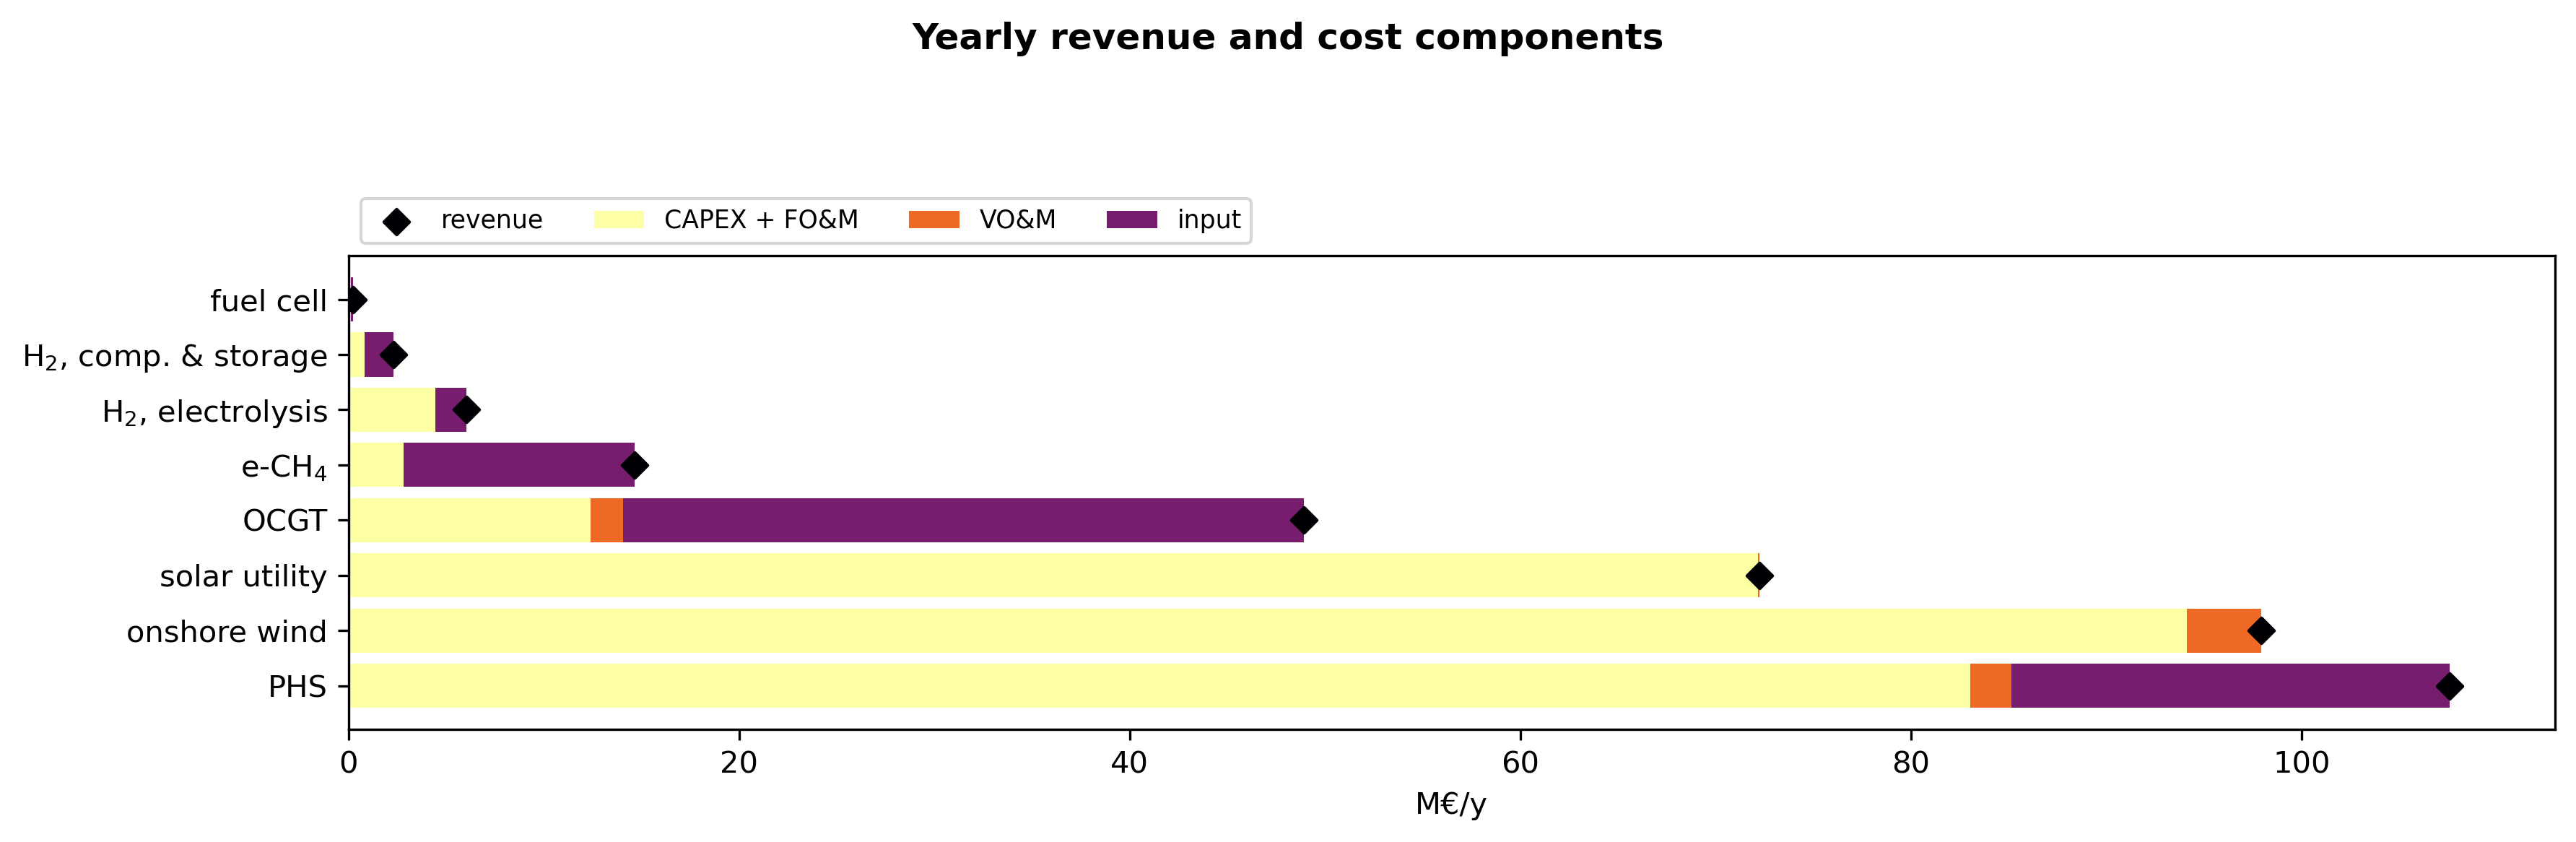 Yearly revenue and cost components
revenue CAPEX + FO&M VO&M input
fuel cell
H₂, comp. & storage
H₂, electrolysis
e-CH₄
OCGT
solar utility
onshore wind
PHS
0 20 40 60 80 100
M€/y